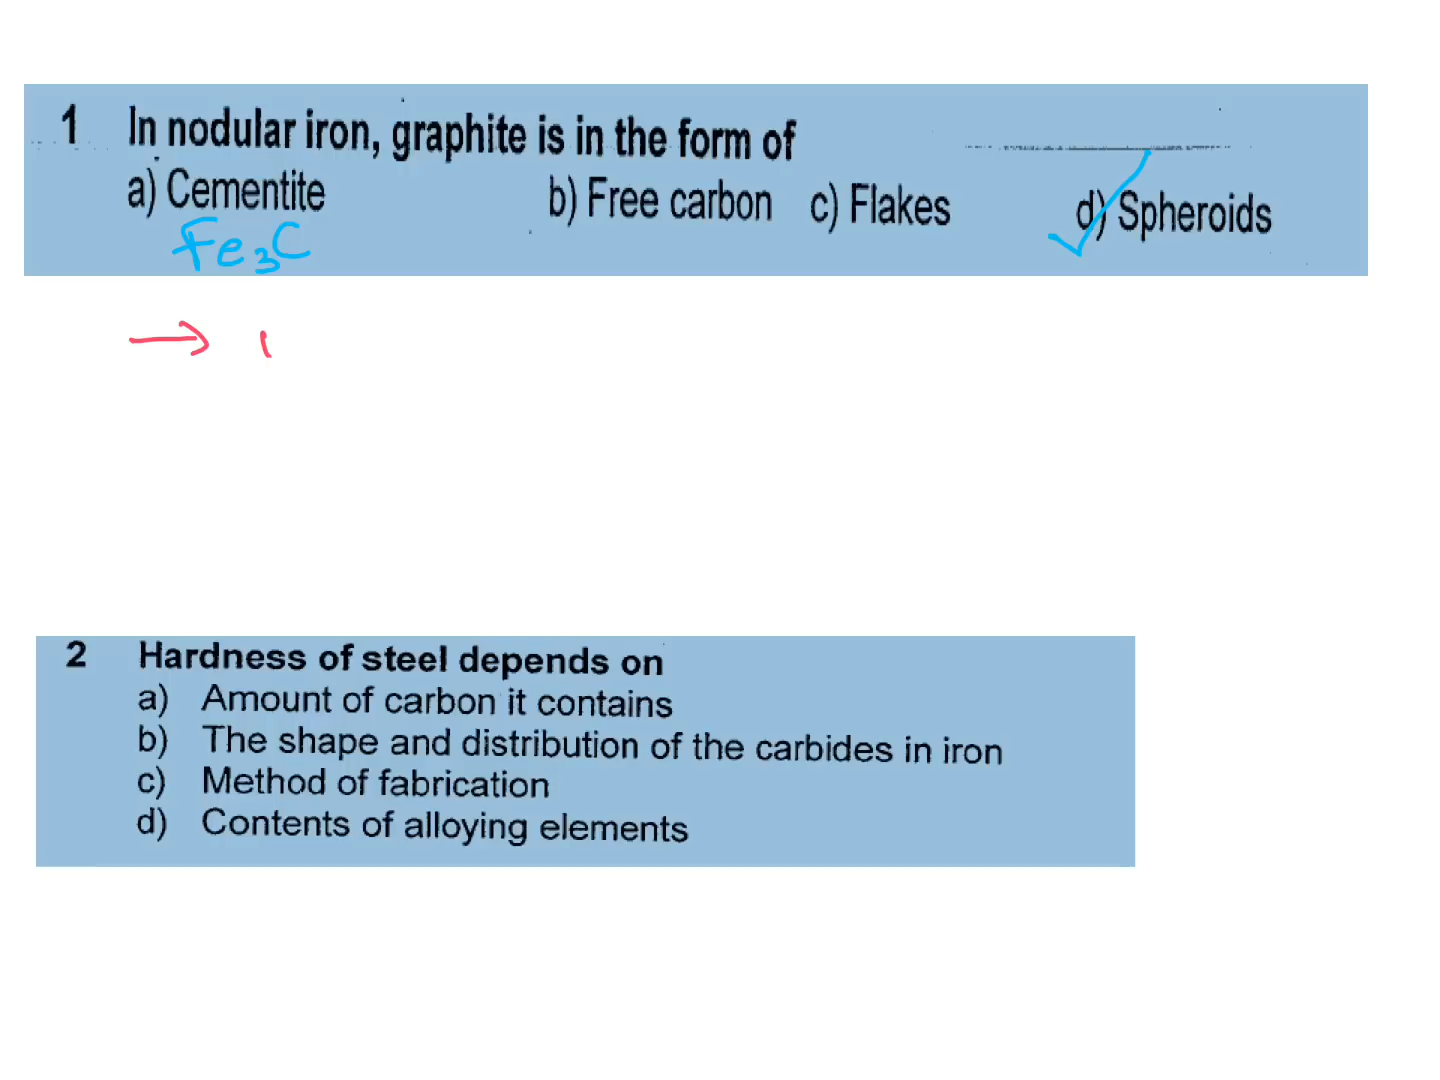 1 In nodular iron, graphite is in the form of
a) Cementite b) Free carbon c) Flakes d) Spheroids
Fe3C
2 Hardness of steel depends on
a) Amount of carbon it contains
b) The shape and distribution of the carbides in iron
c) Method of fabrication
d) Contents of alloying elements